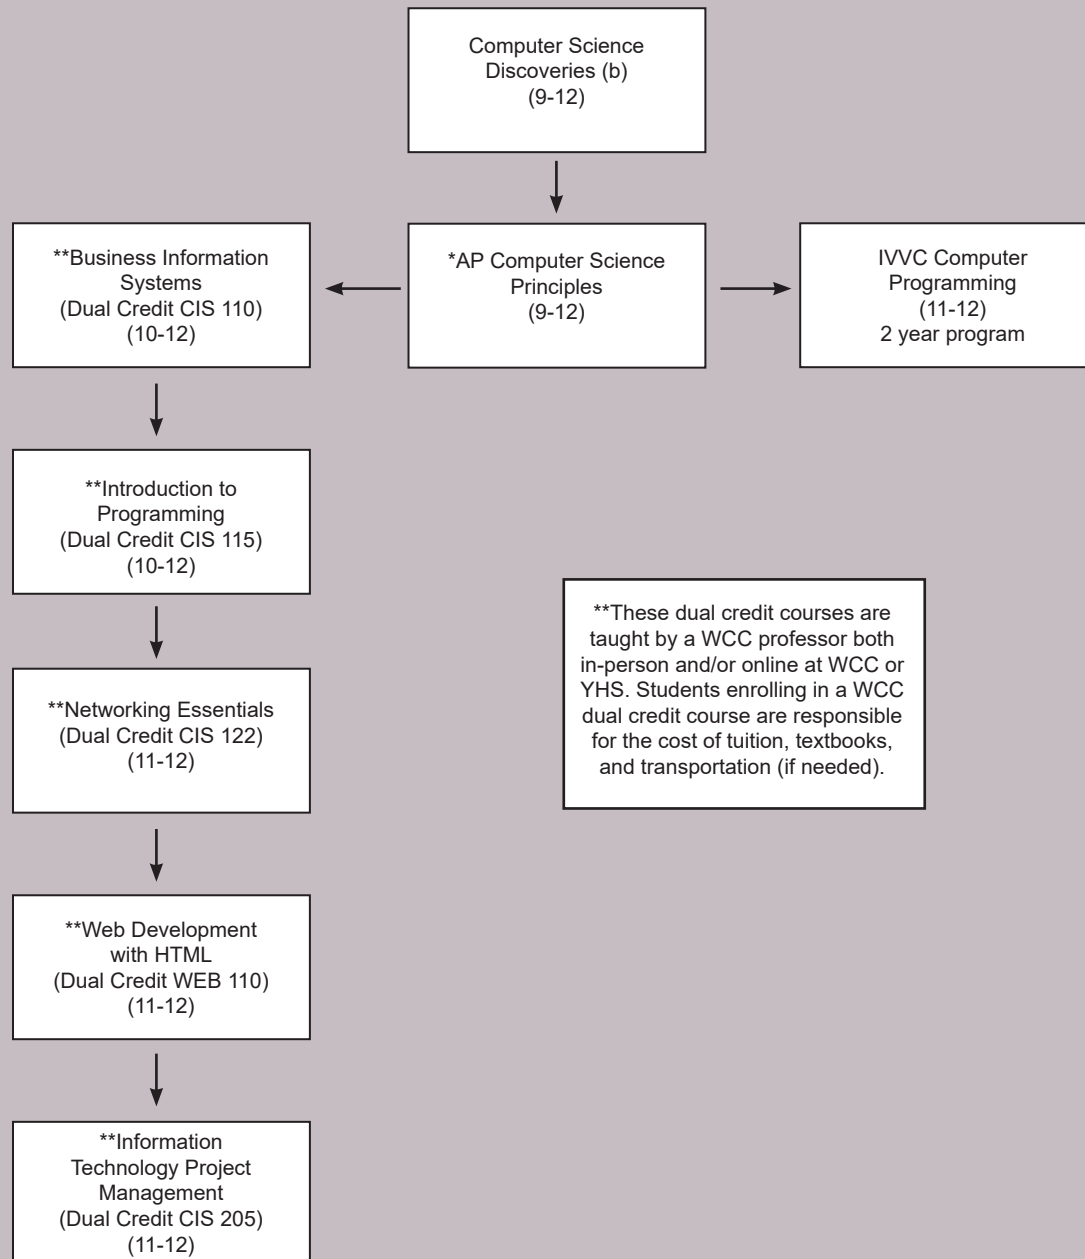 Computer Science
Discoveries (b)
(9-12)
**Business Information
Systems
(Dual Credit CIS 110)
(10-12)
*AP Computer Science
Principles
(9-12)
IVVC Computer
Programming
(11-12)
2 year program
**Introduction to
Programming
(Dual Credit CIS 115)
(10-12)
**These dual credit courses are
taught by a WCC professor both
in-person and/or online at WCC or
YHS. Students enrolling in a WCC
dual credit course are responsible
for the cost of tuition, textbooks,
and transportation (if needed).
**Networking Essentials
(Dual Credit CIS 122)
(11-12)
**Web Development
with HTML
(Dual Credit WEB 110)
(11-12)
**Information
Technology Project
Management
(Dual Credit CIS 205)
(11-12)